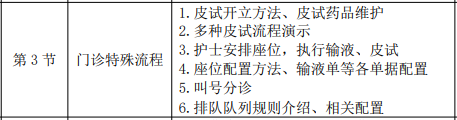 第 3 节
门诊特殊流程
1.皮试开立方法、皮试药品维护
2.多种皮试流程演示
3.护士安排座位，执行输液、皮试
4.座位配置方法、输液单等各单据配置
5.叫号分诊
6.排队队列规则介绍、相关配置